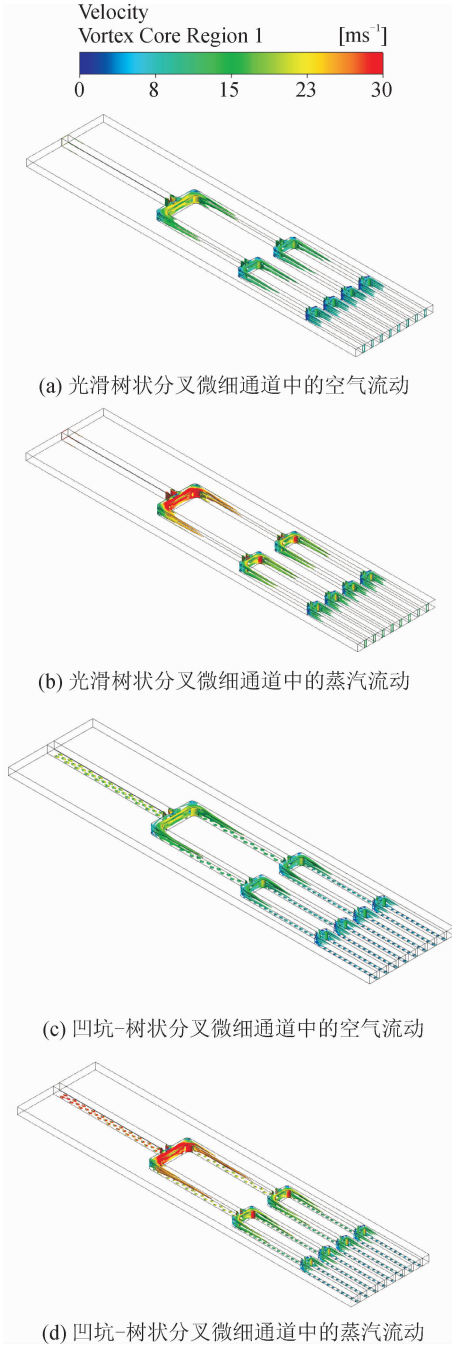 Velocity
Vortex Core Region 1 [ms⁻¹]
0 8 15 23 30
(a) 光滑树状分叉微细通道中的空气流动
(b) 光滑树状分叉微细通道中的蒸汽流动
(c) 凹坑-树状分叉微细通道中的空气流动
(d) 凹坑-树状分叉微细通道中的蒸汽流动